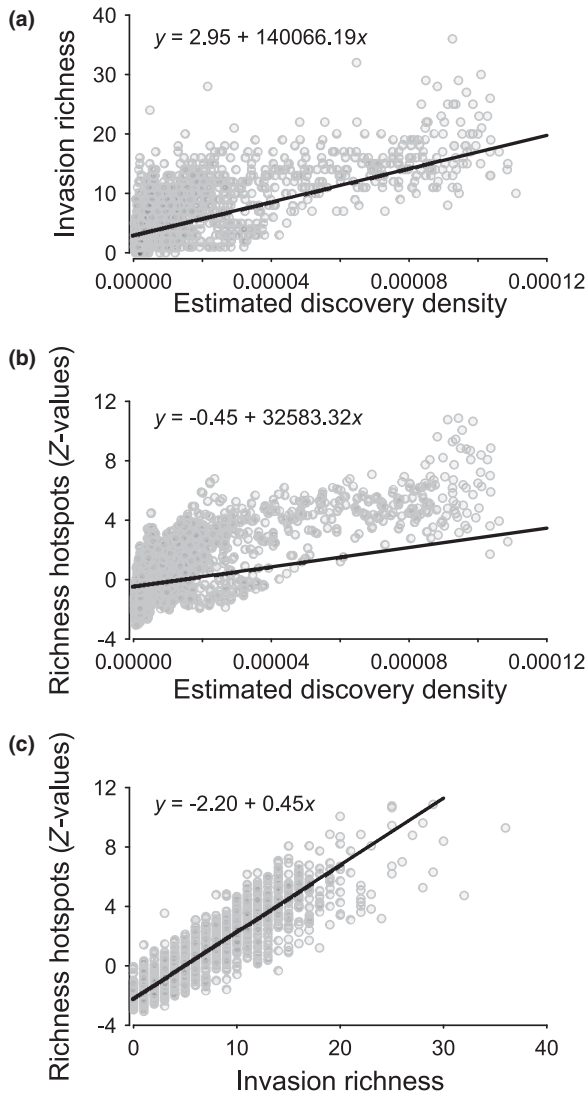 (a)
y = 2.95 + 140066.19x
Invasion richness
40
30
20
10
0
0.00000 0.00004 0.00008 0.00012
Estimated discovery density
(b)
y = -0.45 + 32583.32x
Richness hotspots (Z-values)
12
8
4
0
-4
0.00000 0.00004 0.00008 0.00012
Estimated discovery density
(c)
y = -2.20 + 0.45x
Richness hotspots (Z-values)
12
8
4
0
-4
0 10 20 30 40
Invasion richness